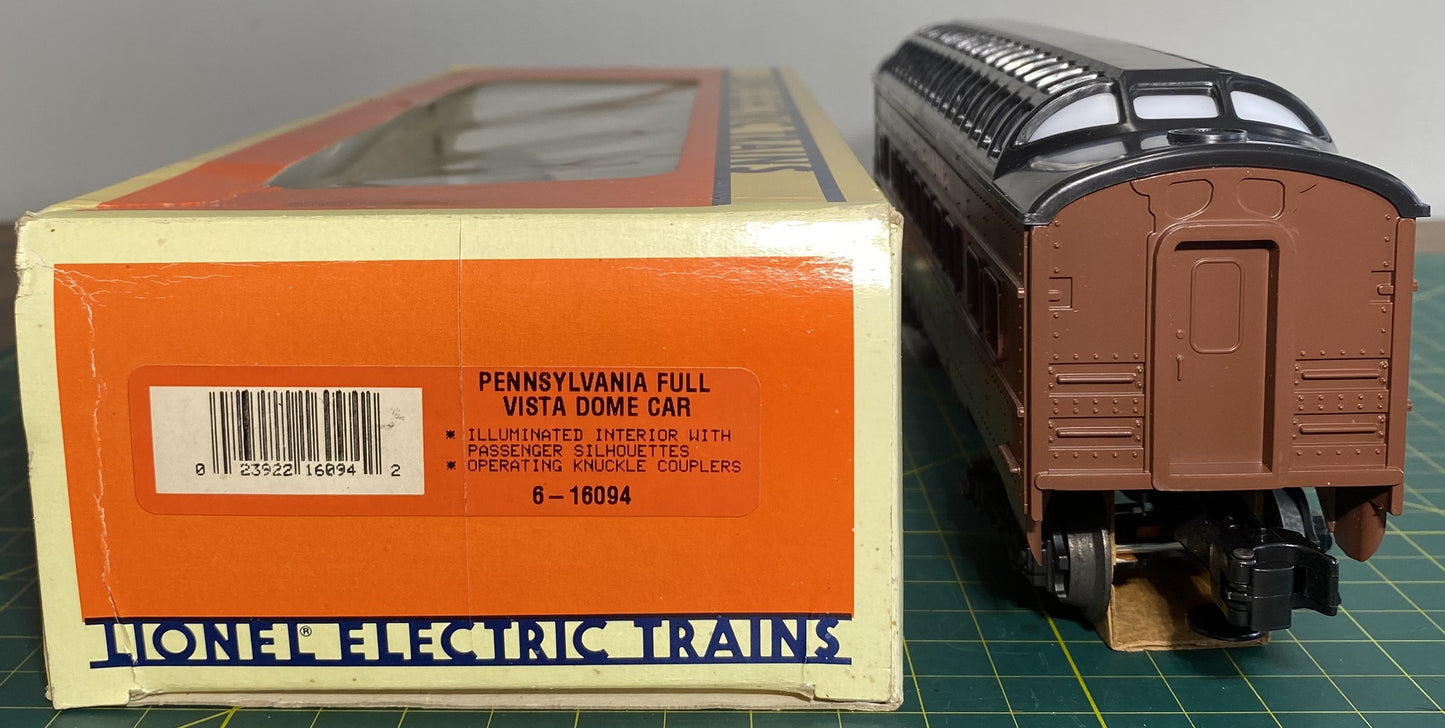 PENNSYLVANIA FULL
VISTA DOME CAR
* ILLUMINATED INTERIOR WITH
PASSENGER SILHOUETTES
* OPERATING KNUCKLE COUPLERS
6-16094
0 23922 16094 2
LIONEL® ELECTRIC TRAINS